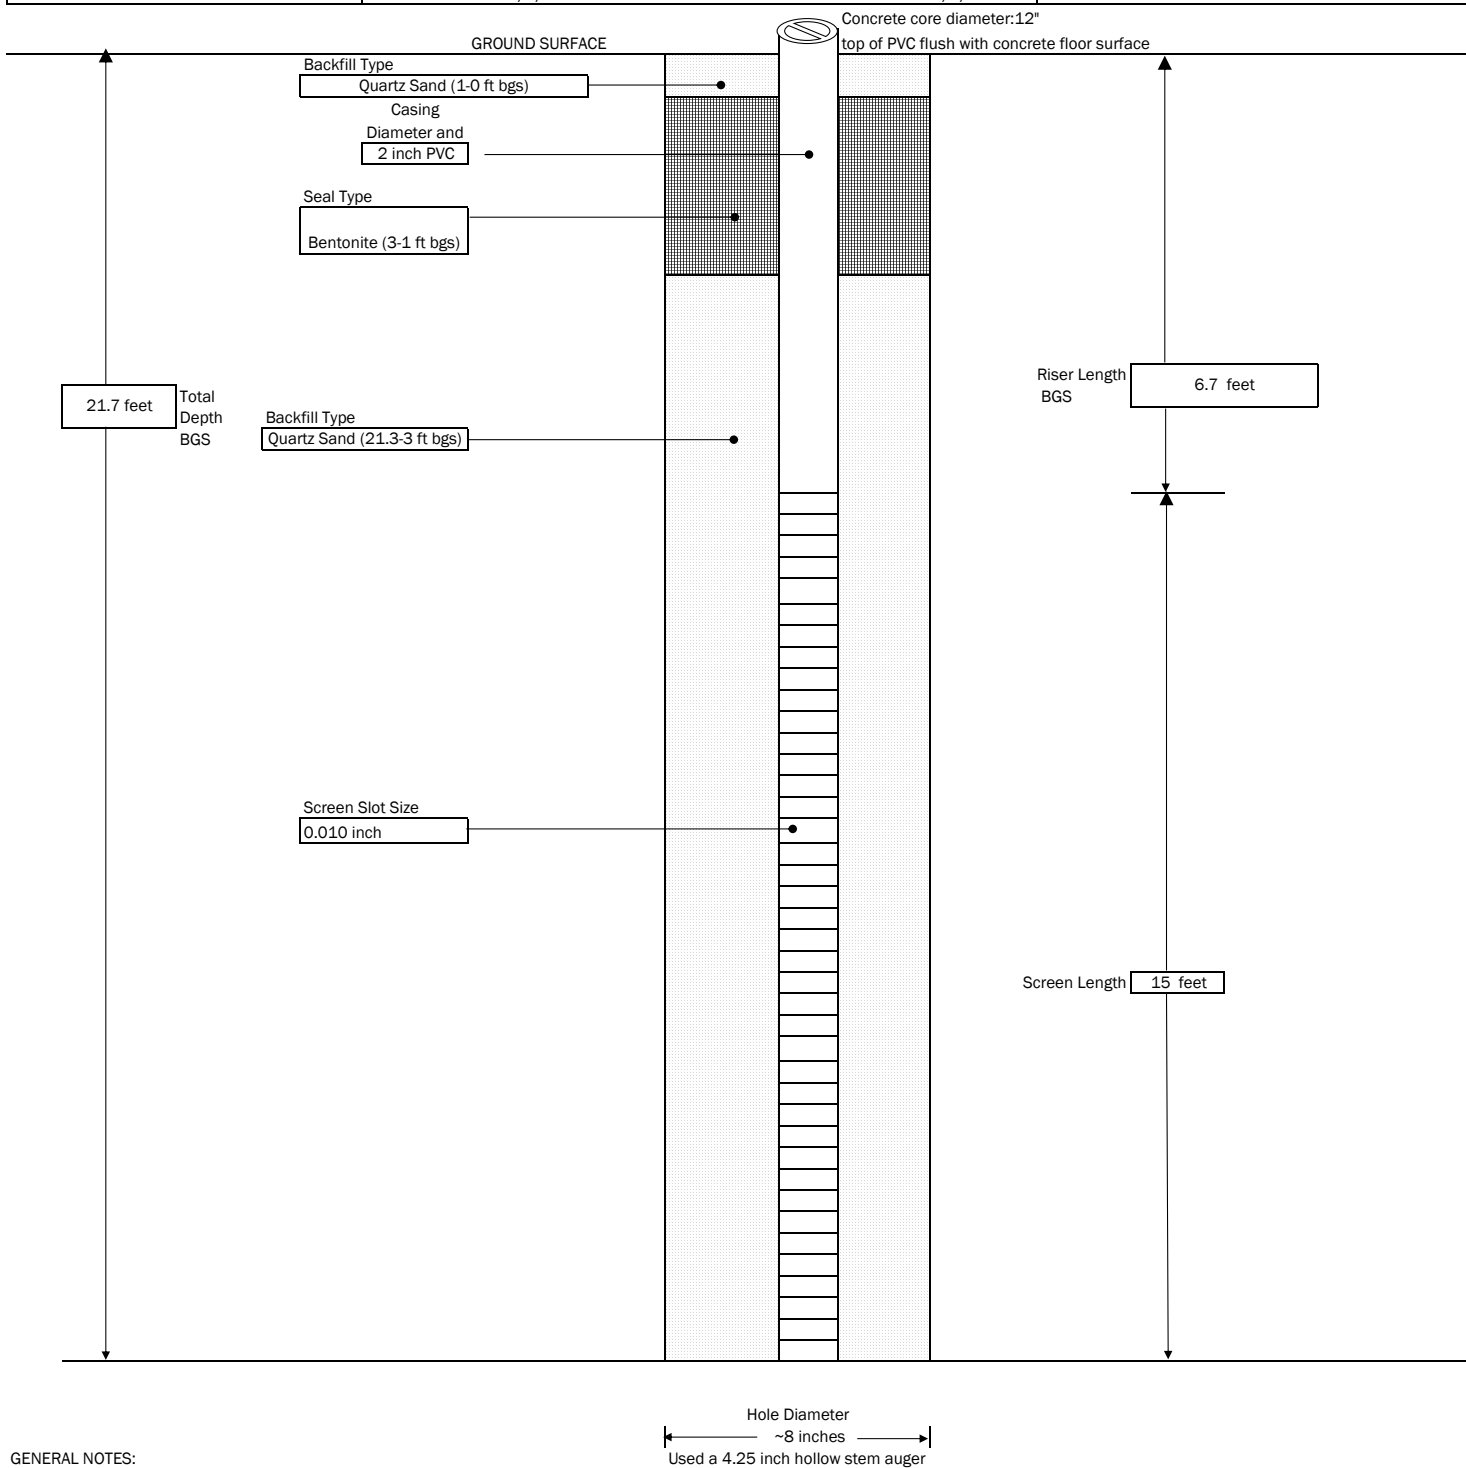 Concrete core diameter:12"
GROUND SURFACE
top of PVC flush with concrete floor surface
Backfill Type
Quartz Sand (1-0 ft bgs)
Casing
Diameter and
2 inch PVC
Seal Type
Bentonite (3-1 ft bgs)
Riser Length
BGS
6.7 feet
21.7 feet
Total
Depth
BGS
Backfill Type
Quartz Sand (21.3-3 ft bgs)
Screen Slot Size
0.010 inch
Screen Length
15 feet
Hole Diameter
~8 inches
GENERAL NOTES:
Used a 4.25 inch hollow stem auger